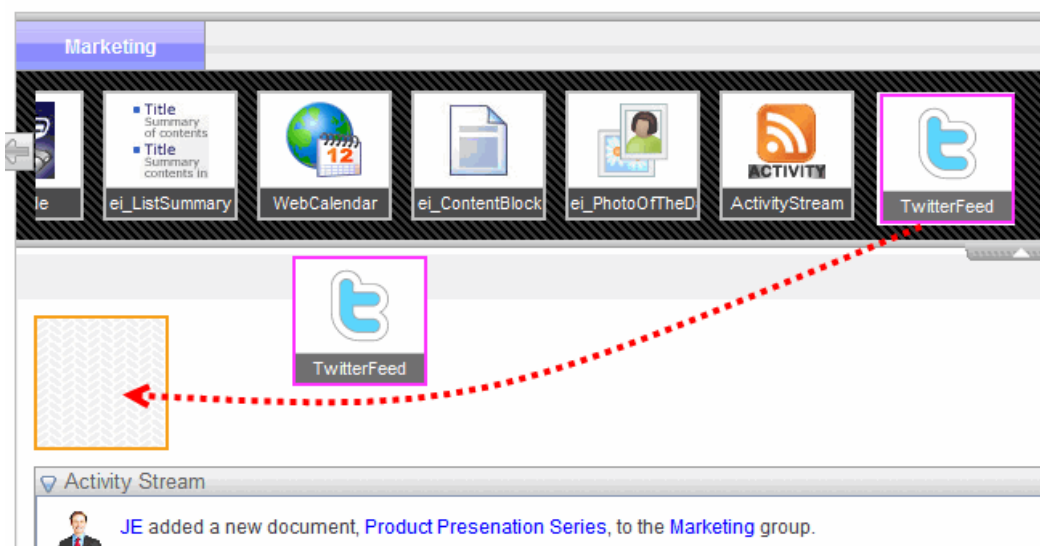 Marketing
Title
Summary
of contents
Title
Summary
contents in
12
ACTIVITY
le
ei_ListSummary
WebCalendar
ei_ContentBlock
ei_PhotoOfTheD
ActivityStream
TwitterFeed
TwitterFeed
Activity Stream
JE added a new document, Product Presenation Series, to the Marketing group.